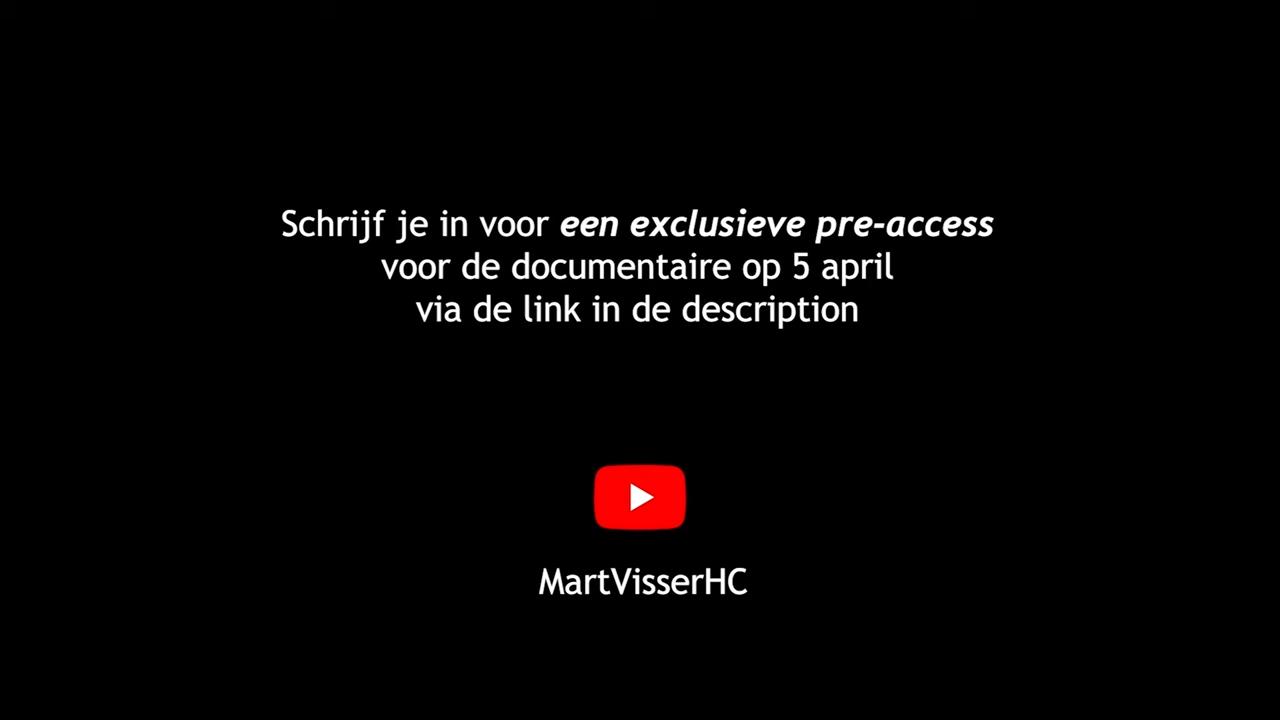 Schrijf je in voor een exclusieve pre-access
voor de documentaire op 5 april
via de link in de description
MartVisserHC